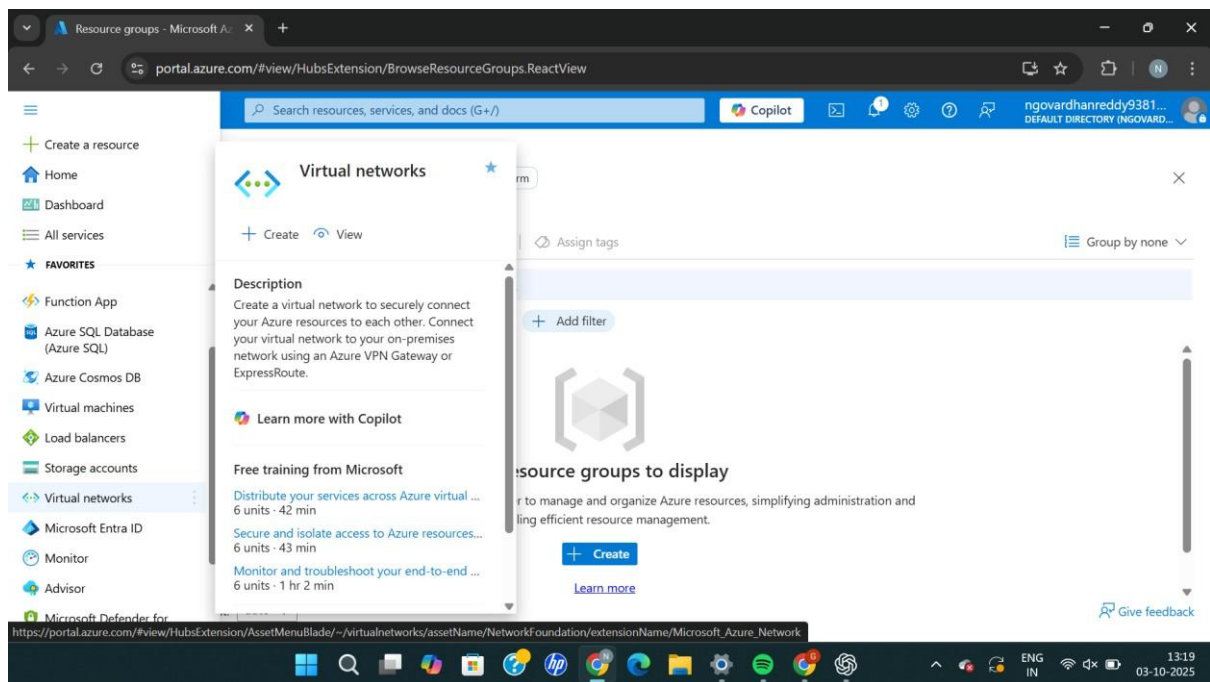 Resource groups - Microsoft Az
portal.azure.com/#view/HubsExtension/BrowseResourceGroups.ReactView
N
Search resources, services, and docs (G+/)
Copilot
1
ngovardhanreddy9381...
DEFAULT DIRECTORY (NGOVARD...
Create a resource
Home
Dashboard
All services
FAVORITES
Function App
Azure SQL Database
(Azure SQL)
Azure Cosmos DB
Virtual machines
Load balancers
Storage accounts
Virtual networks
Microsoft Entra ID
Monitor
Advisor
Microsoft Defender for
Virtual networks
Create
View
Description
Create a virtual network to securely connect
your Azure resources to each other. Connect
your virtual network to your on-premises
network using an Azure VPN Gateway or
ExpressRoute.
Learn more with Copilot
Free training from Microsoft
Distribute your services across Azure virtual ...
6 units · 42 min
Secure and isolate access to Azure resources...
6 units · 43 min
Monitor and troubleshoot your end-to-end ...
6 units · 1 hr 2 min
rm
Assign tags
Group by none
Add filter
source groups to display
r to manage and organize Azure resources, simplifying administration and
ling efficient resource management.
Create
Learn more
Give feedback
https://portal.azure.com/#view/HubsExtension/AssetMenuBlade/~/virtualnetworks/assetName/NetworkFoundation/extensionName/Microsoft_Azure_Network
ENG
IN
13:19
03-10-2025